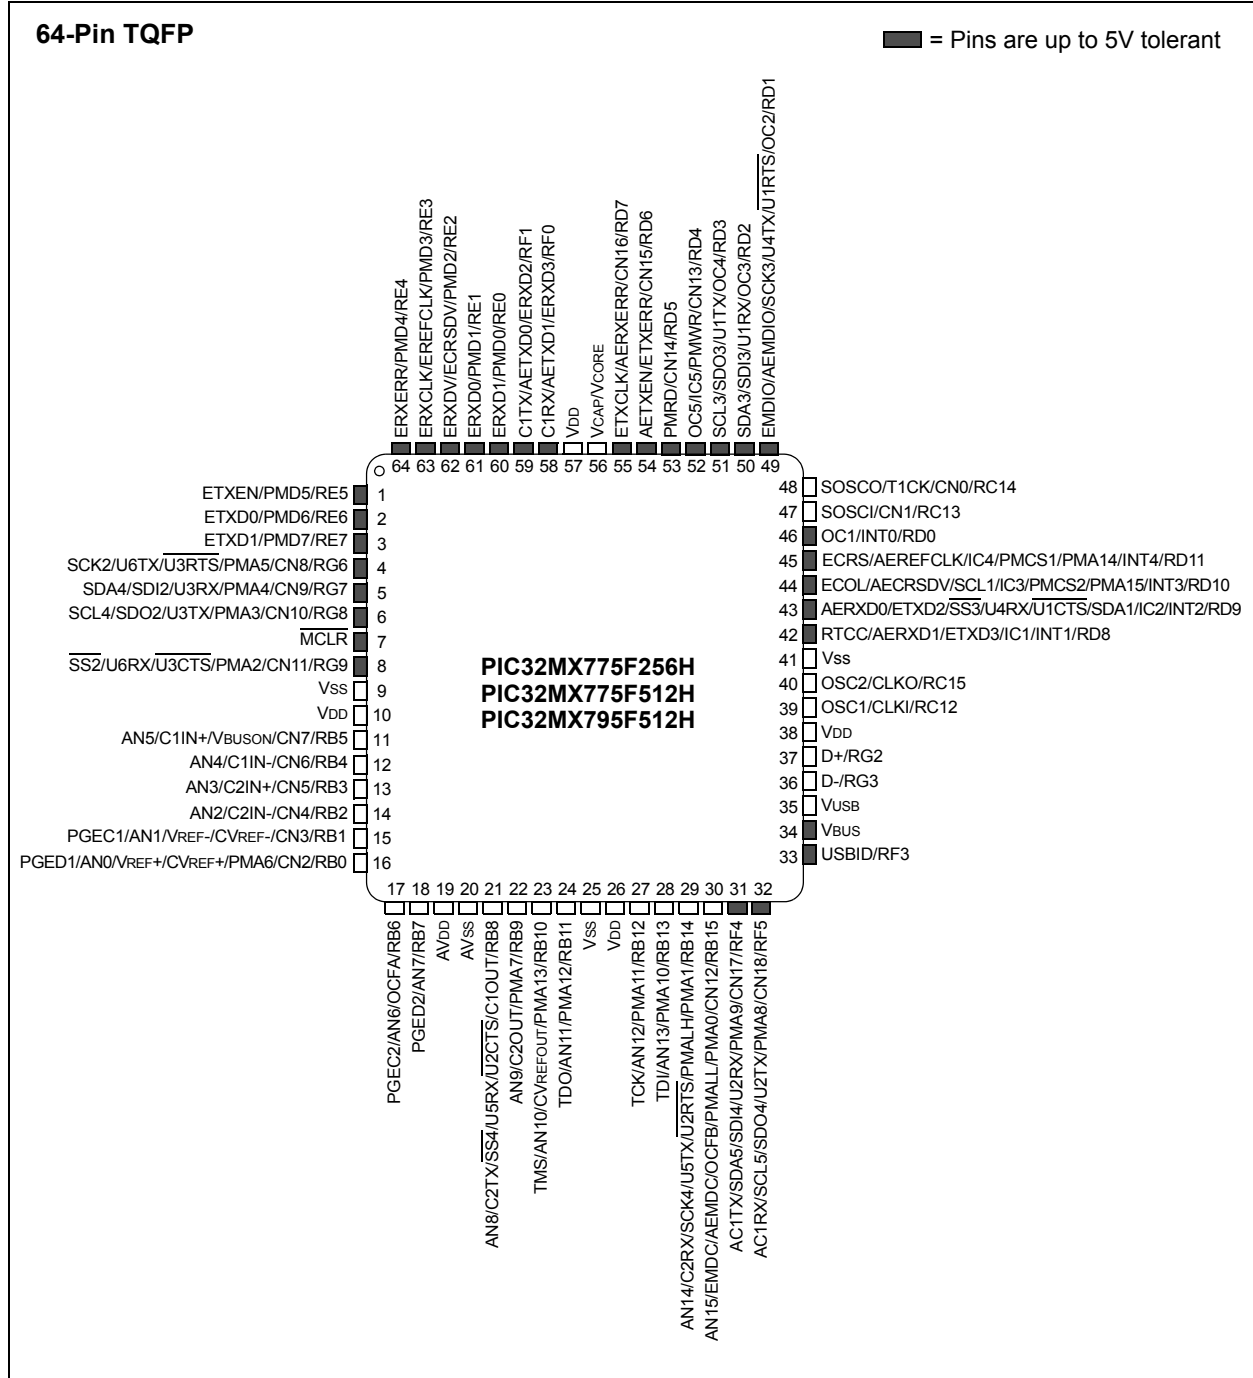 64-Pin TQFP
= Pins are up to 5V tolerant
ERXERR/PMD4/RE4
ERXCLK/EREFCLK/PMD3/RE3
ERXDV/ECRSDV/PMD2/RE2
ERXD0/PMD1/RE1
ERXD1/PMD0/RE0
C1TX/AETXD0/ERXD2/RF1
C1RX/AETXD1/ERXD3/RF0
VDD
VCAP/VCORE
ETXCLK/AERXERR/CN16/RD7
AETXEN/ETXERR/CN15/RD6
PMRD/CN14/RD5
OC5/IC5/PMWR/CN13/RD4
SCL3/SDO3/U1TX/OC4/RD3
SDA3/SDI3/U1RX/OC3/RD2
EMDIO/AEMDIO/SCK3/U4TX/U1RTS/OC2/RD1
64 63 62 61 60 59 58 57 56 55 54 53 52 51 50 49
ETXEN/PMD5/RE5 1
ETXD0/PMD6/RE6 2
ETXD1/PMD7/RE7 3
SCK2/U6TX/U3RTS/PMA5/CN8/RG6 4
SDA4/SDI2/U3RX/PMA4/CN9/RG7 5
SCL4/SDO2/U3TX/PMA3/CN10/RG8 6
MCLR 7
SS2/U6RX/U3CTS/PMA2/CN11/RG9 8
VSS 9
VDD 10
AN5/C1IN+/VBUSON/CN7/RB5 11
AN4/C1IN-/CN6/RB4 12
AN3/C2IN+/CN5/RB3 13
AN2/C2IN-/CN4/RB2 14
PGEC1/AN1/VREF-/CVREF-/CN3/RB1 15
PGED1/AN0/VREF+/CVREF+/PMA6/CN2/RB0 16
PIC32MX775F256H
PIC32MX775F512H
PIC32MX795F512H
48 SOSCO/T1CK/CN0/RC14
47 SOSCI/CN1/RC13
46 OC1/INT0/RD0
45 ECRS/AEREFCLK/IC4/PMCS1/PMA14/INT4/RD11
44 ECOL/AECRSDV/SCL1/IC3/PMCS2/PMA15/INT3/RD10
43 AERXD0/ETXD2/SS3/U4RX/U1CTS/SDA1/IC2/INT2/RD9
42 RTCC/AERXD1/ETXD3/IC1/INT1/RD8
41 Vss
40 OSC2/CLKO/RC15
39 OSC1/CLKI/RC12
38 VDD
37 D+/RG2
36 D-/RG3
35 VUSB
34 VBUS
33 USBID/RF3
17 18 19 20 21 22 23 24 25 26 27 28 29 30 31 32
PGEC2/AN6/OCFA/RB6
PGED2/AN7/RB7
AVDD
AVSS
AN8/C2TX/SS4/U5RX/U2CTS/C1OUT/RB8
AN9/C2OUT/PMA7/RB9
TMS/AN10/CVREFOUT/PMA13/RB10
TDO/AN11/PMA12/RB11
VSS
VDD
TCK/AN12/PMA11/RB12
TDI/AN13/PMA10/RB13
AN14/C2RX/SCK4/U5TX/U2RTS/PMALH/PMA1/RB14
AN15/EMDC/AEMDC/OCFB/PMALL/PMA0/CN12/RB15
AC1TX/SDA5/SDI4/U2RX/PMA9/CN17/RF4
AC1RX/SCL5/SDO4/U2TX/PMA8/CN18/RF5